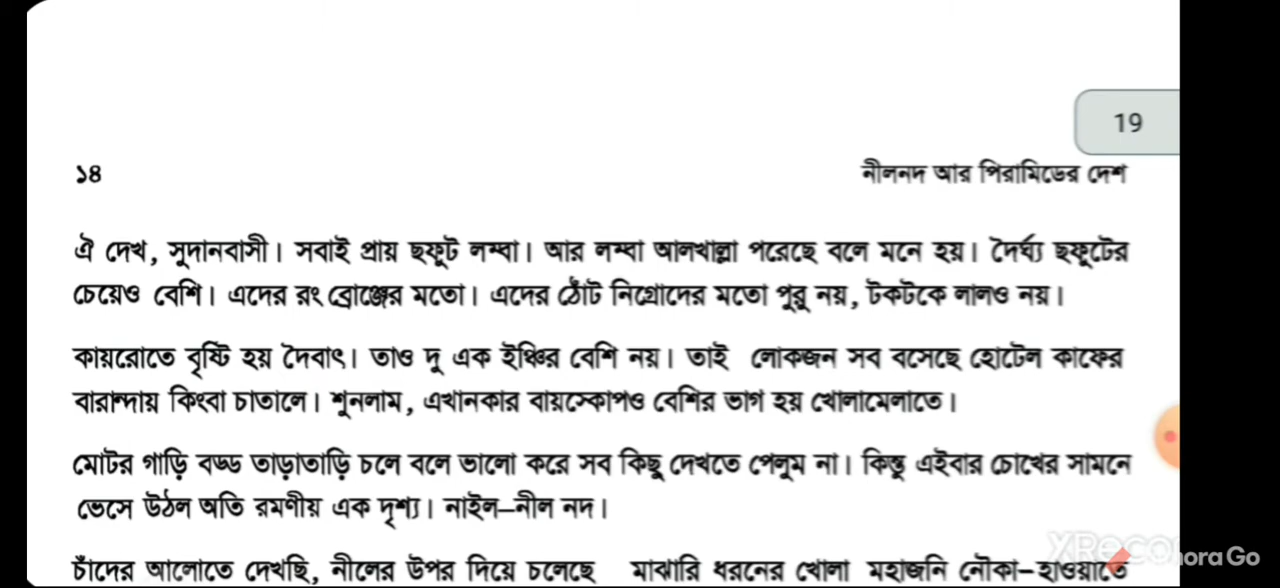 19
১৪ নীলনদ আর পিরামিডের দেশ
ঐ দেখ, সুদানবাসী। সবাই প্রায় ছফুট লম্বা। আর লম্বা আলখাল্লা পরেছে বলে মনে হয়। দৈর্ঘ্য ছফুটের
চেয়েও বেশি। এদের রং ব্রোঞ্জের মতো। এদের ঠোঁট নিগ্রোদের মতো পুরু নয়, টকটকে লালও নয়।
কায়রোতে বৃষ্টি হয় দৈবাৎ। তাও দু এক ইঞ্চির বেশি নয়। তাই লোকজন সব বসেছে হোটেল কাফের
বারান্দায় কিংবা চাতালে। শুনলাম, এখানকার বায়স্কোপও বেশির ভাগ হয় খোলামেলাতে।
মোটর গাড়ি বড্ড তাড়াতাড়ি চলে বলে ভালো করে সব কিছু দেখতে পেলুম না। কিন্তু এইবার চোখের সামনে
ভেসে উঠল অতি রমণীয় এক দৃশ্য। নাইল–নীল নদ।
চাঁদের আলোতে দেখছি, নীলের উপর দিয়ে চলেছে মাঝারি ধরনের খোলা মহাজনি নৌকা–হাওয়াতে
XRecorder